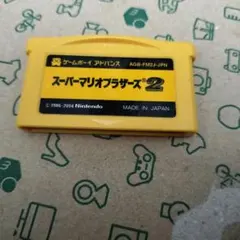 ゲームボーイ アドバンス
AGB-FMSJ-JPN
スーパーマリオブラザーズ2
© 1986-2004 Nintendo
MADE IN JAPAN